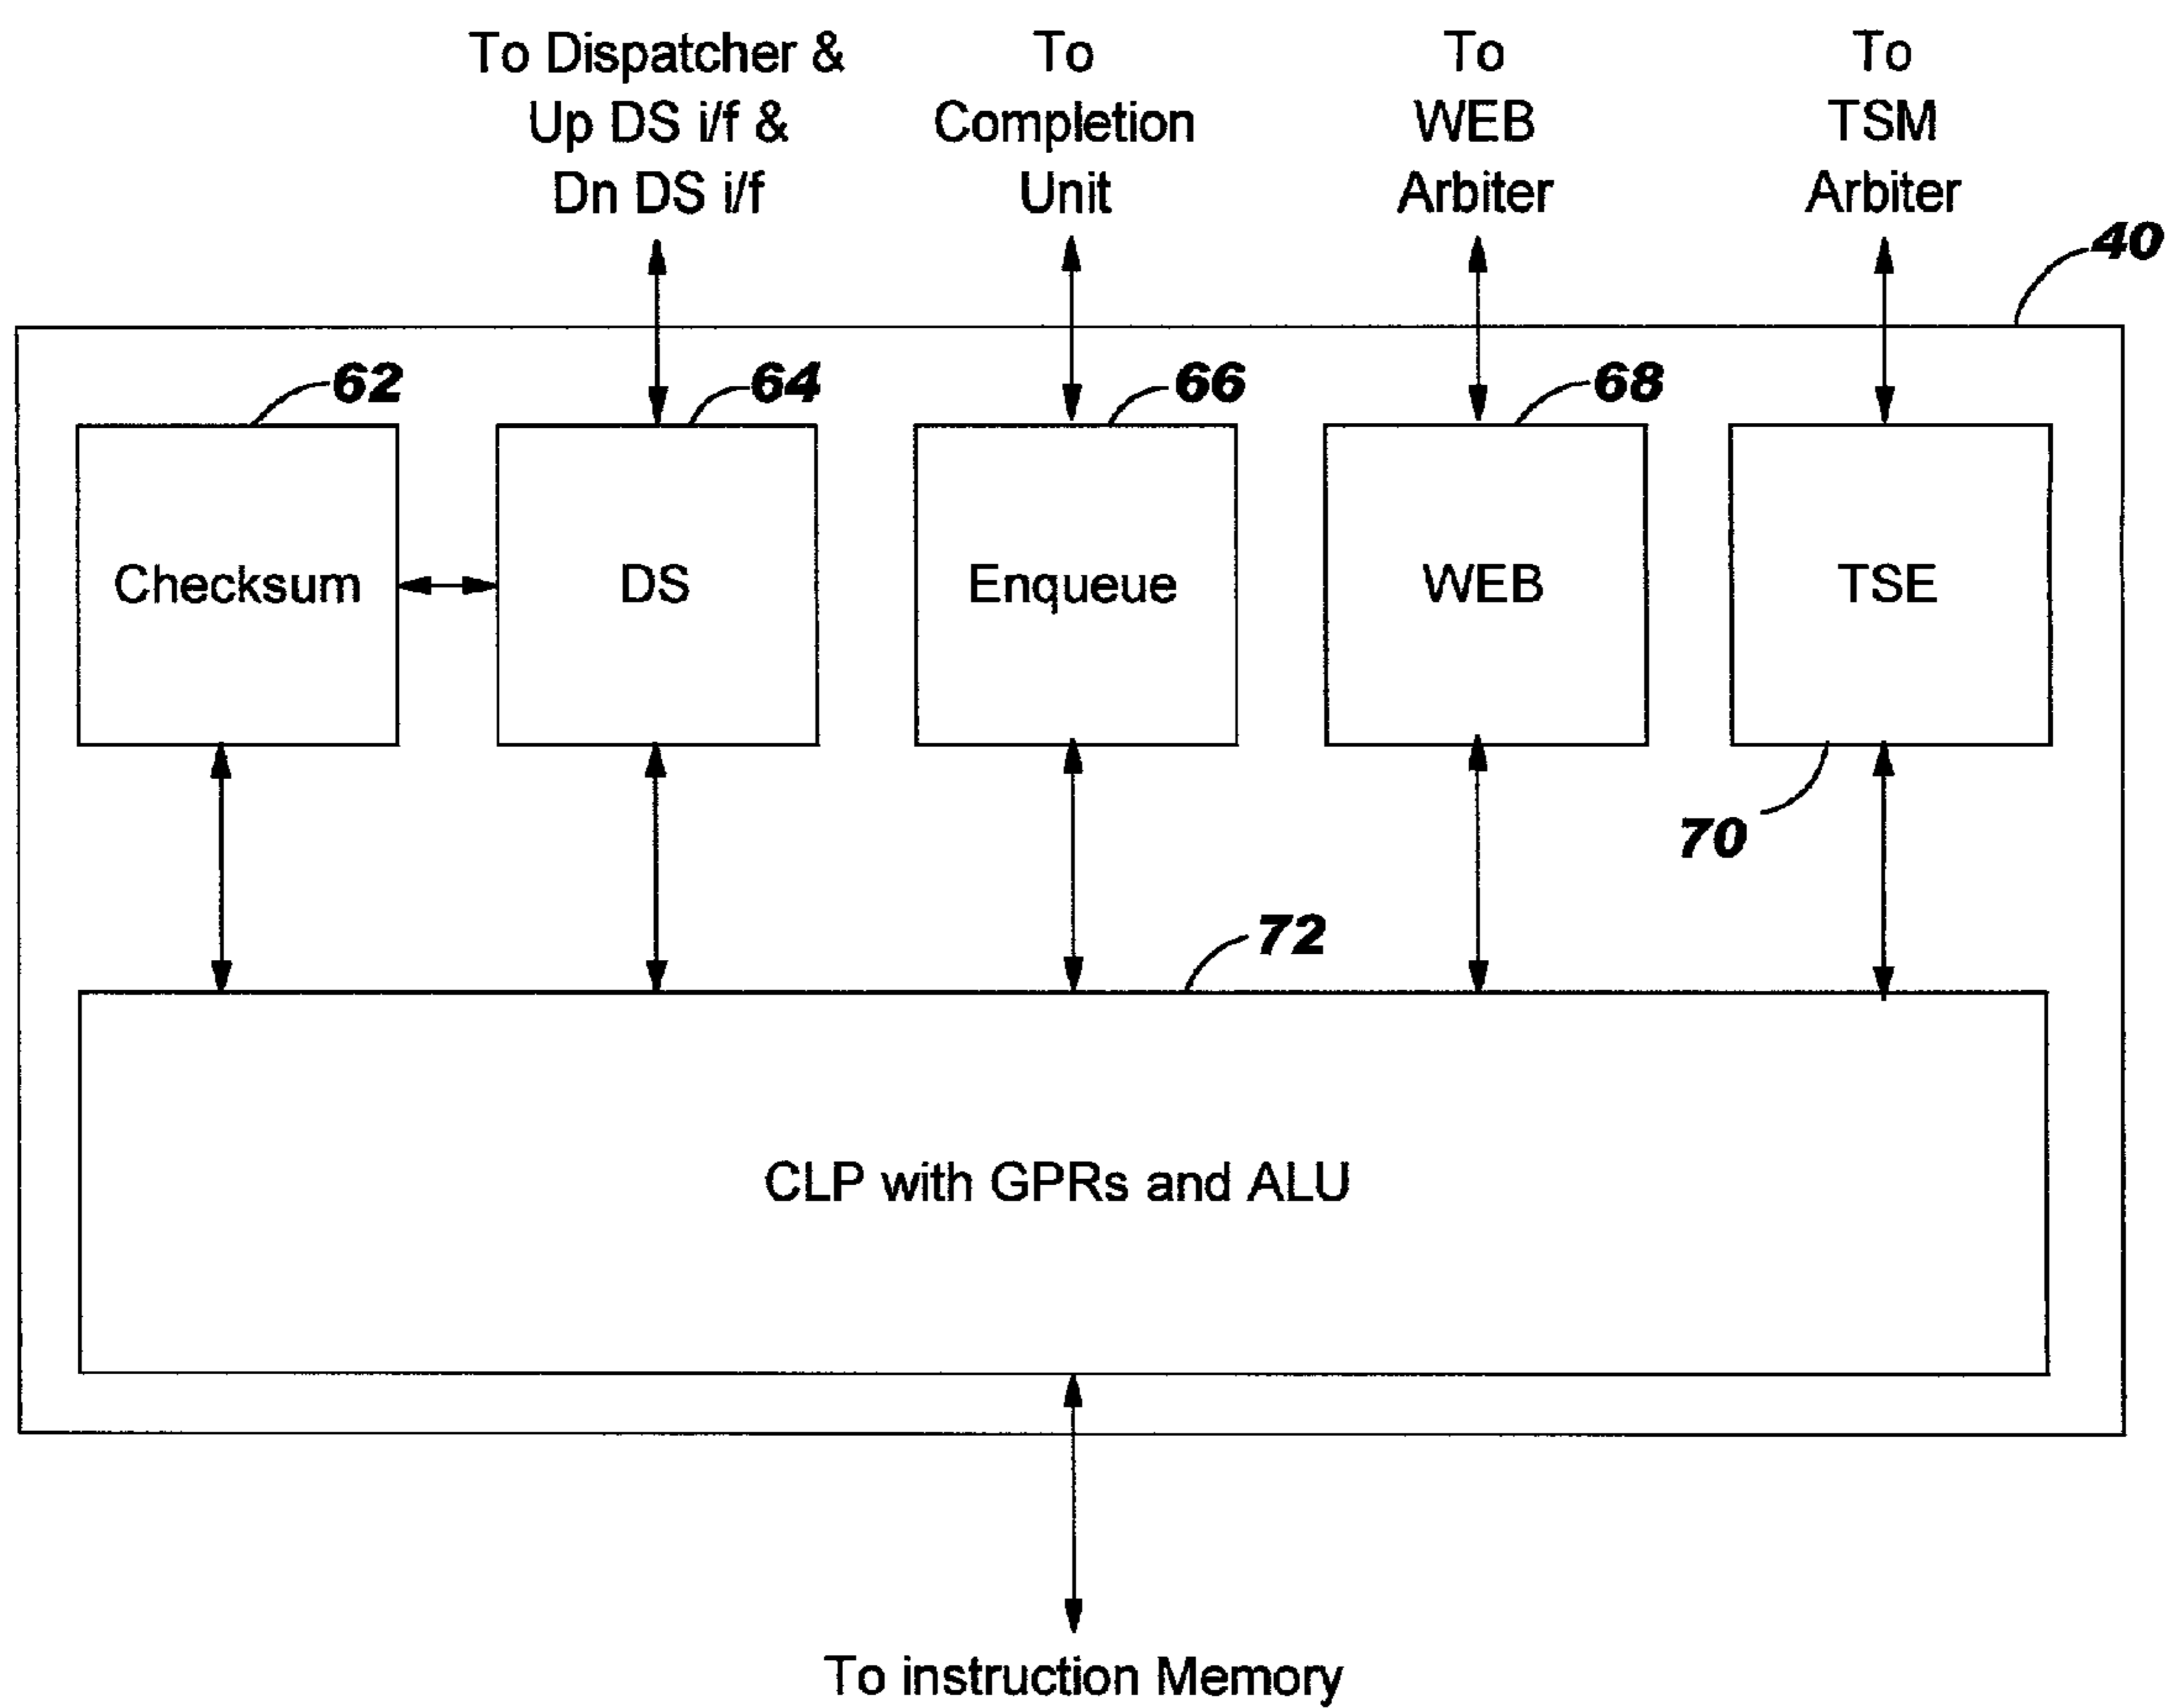 To Dispatcher &
Up DS i/f &
Dn DS i/f
To
Completion
Unit
To
WEB
Arbiter
To
TSM
Arbiter
40
62
64
66
68
Checksum
DS
Enqueue
WEB
TSE
70
72
CLP with GPRs and ALU
To instruction Memory